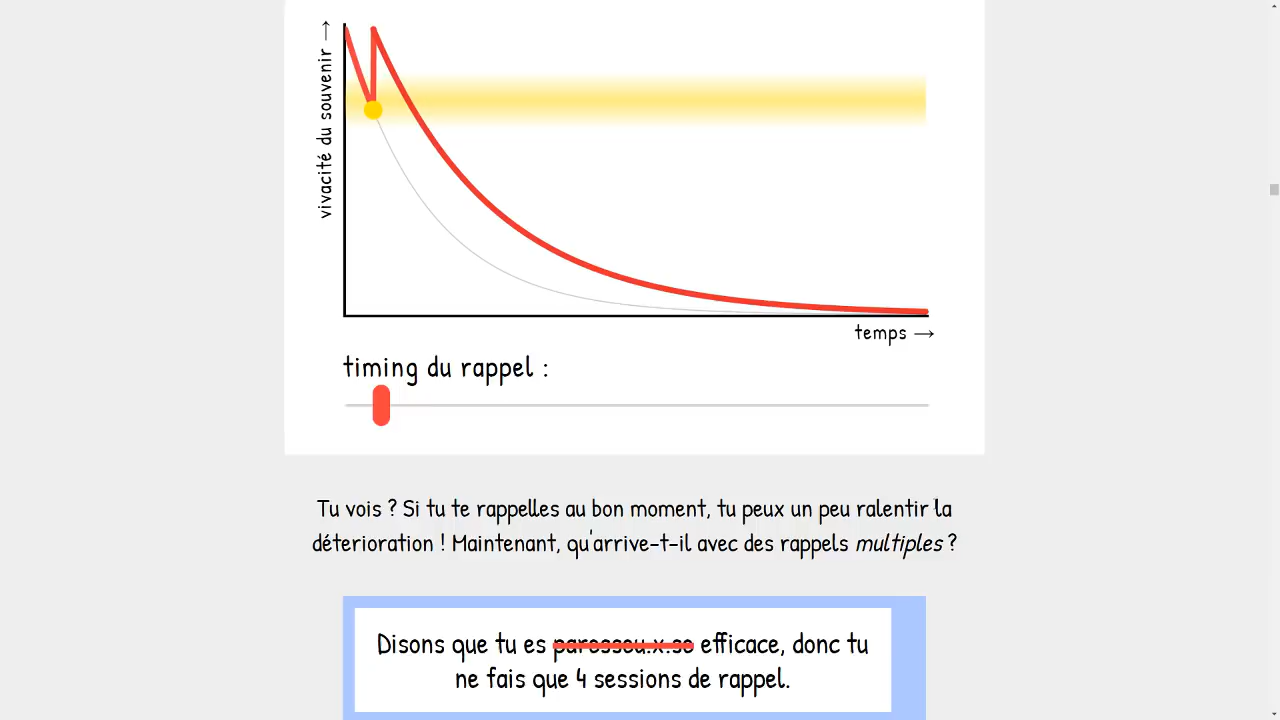 vivacité du souvenir →
temps →
timing du rappel :
Tu vois ? Si tu te rappelles au bon moment, tu peux un peu ralentir la
déterioration ! Maintenant, qu'arrive-t-il avec des rappels multiples ?
Disons que tu es paresseu.x.se efficace, donc tu
ne fais que 4 sessions de rappel.